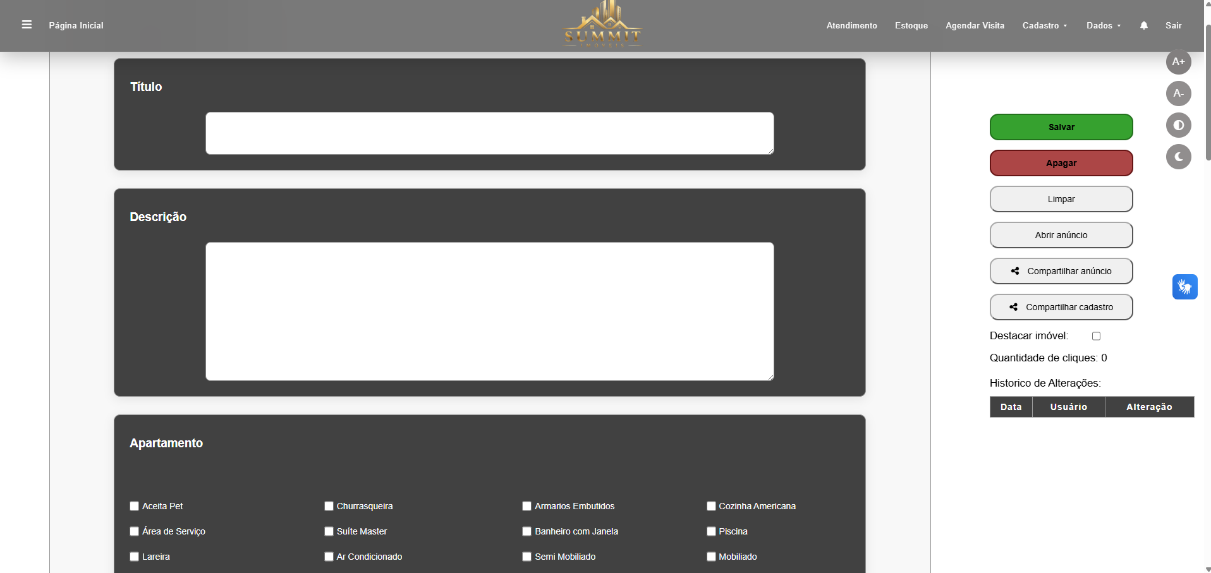 Página Inicial
SUMMIT
Atendimento
Estoque
Agendar Visita
Cadastro
Dados
Sair
A+
A-
Título
Descrição
Apartamento
Aceita Pet
Churrasqueira
Armarios Embutidos
Cozinha Americana
Área de Serviço
Suíte Master
Banheiro com Janela
Piscina
Lareira
Ar Condicionado
Semi Mobiliado
Mobiliado
Salvar
Apagar
Limpar
Abrir anúncio
Compartilhar anúncio
Compartilhar cadastro
Destacar imóvel:
Quantidade de cliques: 0
Historico de Alterações:
Data
Usuário
Alteração